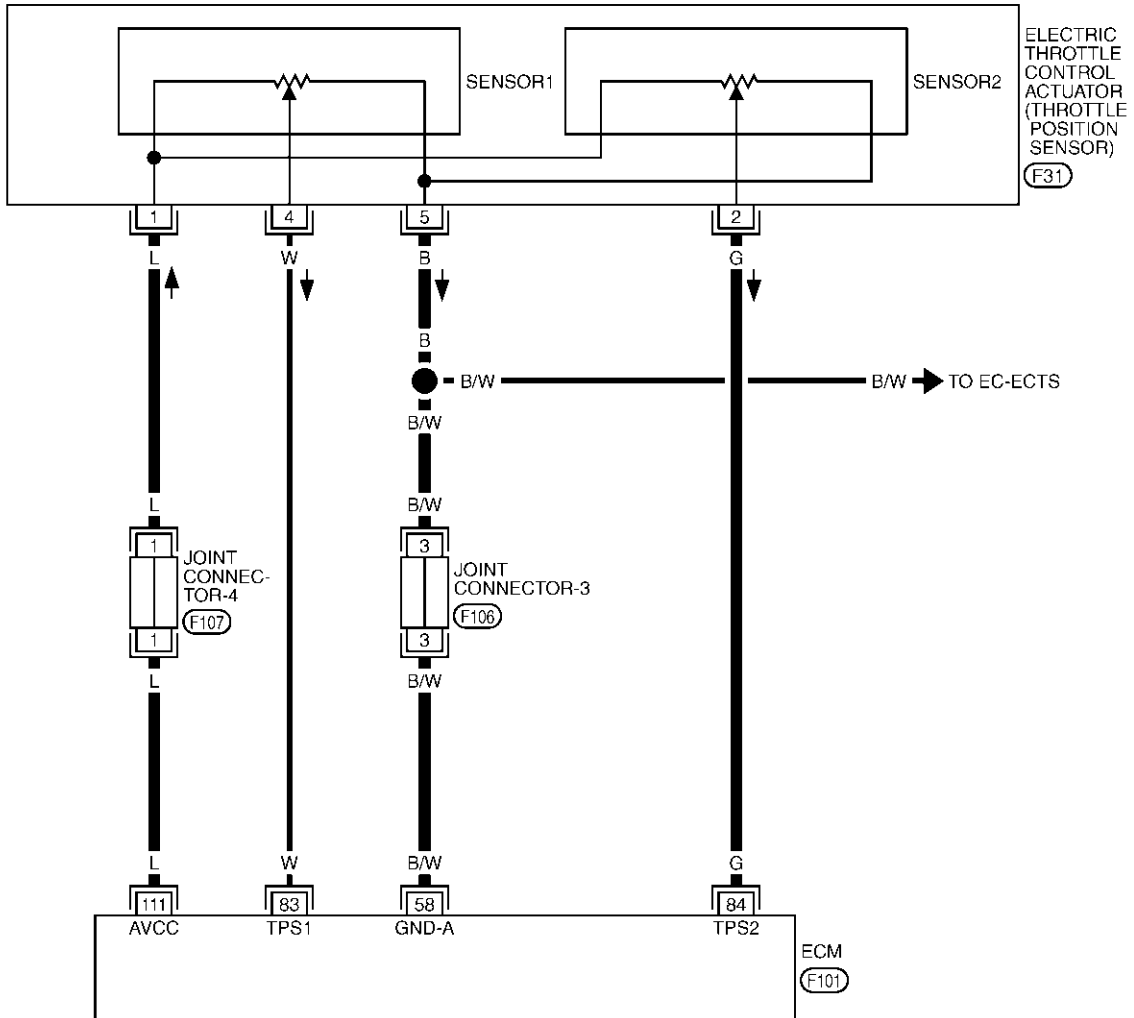 SENSOR1
SENSOR2
ELECTRIC
THROTTLE
CONTROL
ACTUATOR
(THROTTLE
POSITION
SENSOR)
F31
1 4 5 2
L W B G
B
B/W B/W TO EC-ECTS
B/W
L B/W
1 3
JOINT
CONNEC-
TOR-4
F107
JOINT
CONNECTOR-3
F106
1 3
L B/W
L W B/W G
111 83 58 84
AVCC TPS1 GND-A TPS2
ECM
F101